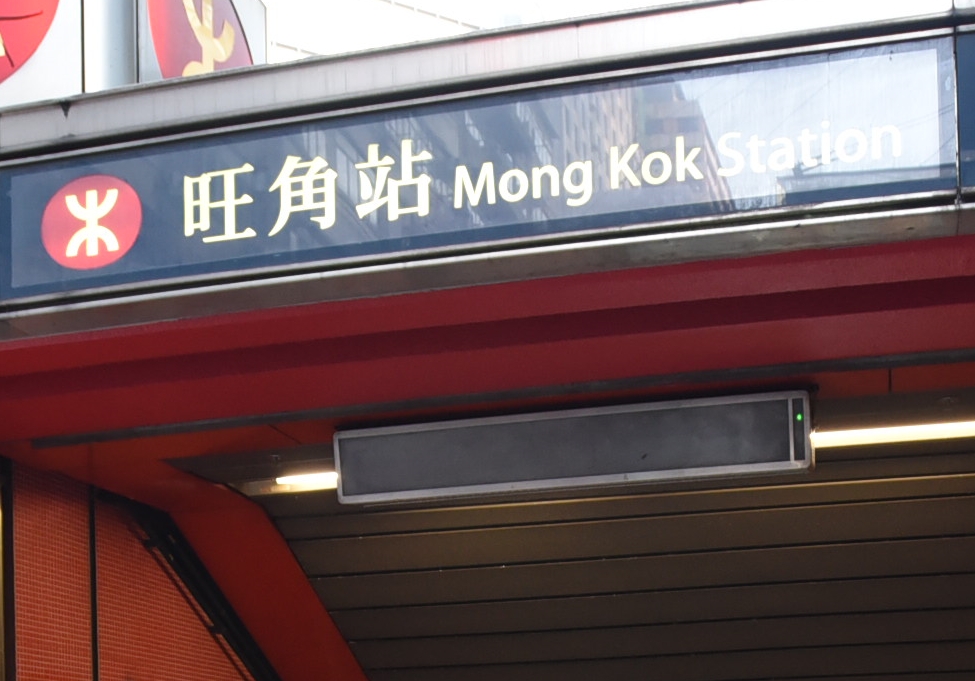 旺角站 Mong Kok Station